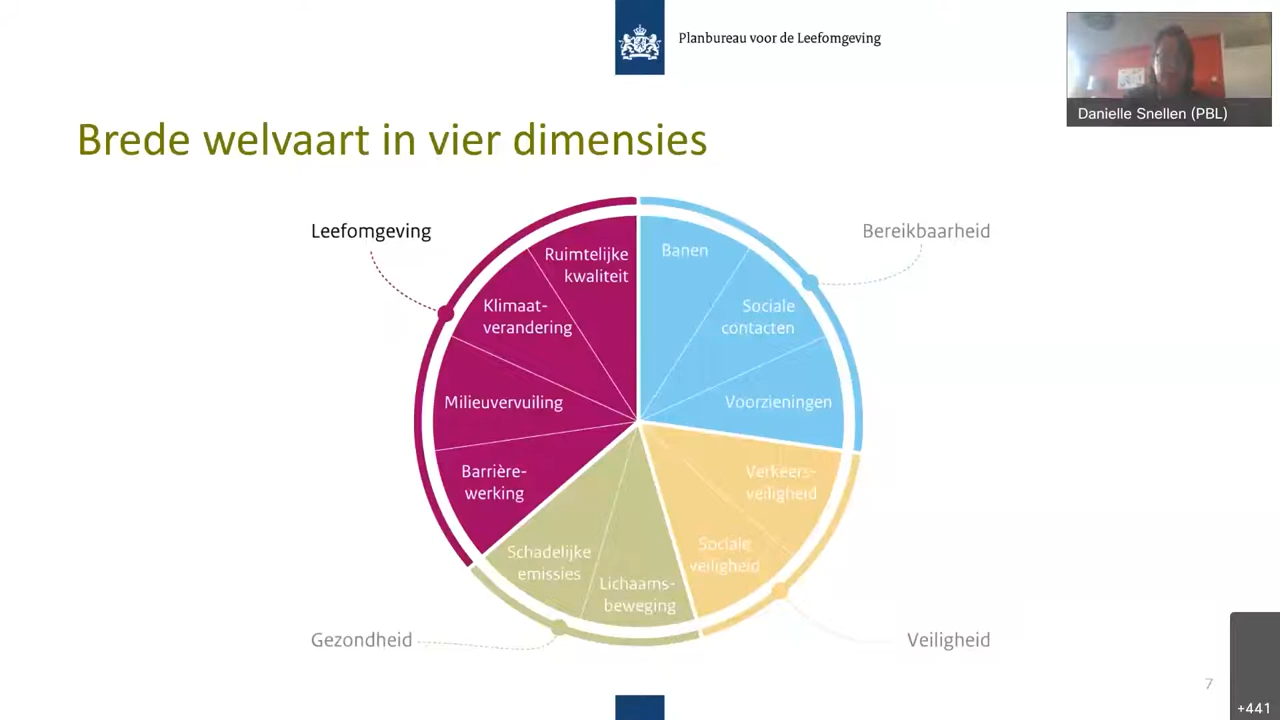 Planbureau voor de Leefomgeving
Danielle Snellen (PBL)
Brede welvaart in vier dimensies
Leefomgeving
Bereikbaarheid
Ruimtelijke
kwaliteit
Banen
Klimaat-
verandering
Sociale
contacten
Milieuvervuiling
Voorzieningen
Barrière-
werking
Verkeers-
veiligheid
Schadelijke
emissies
Sociale
veiligheid
Lichaams-
beweging
Gezondheid
Veiligheid
7
+441